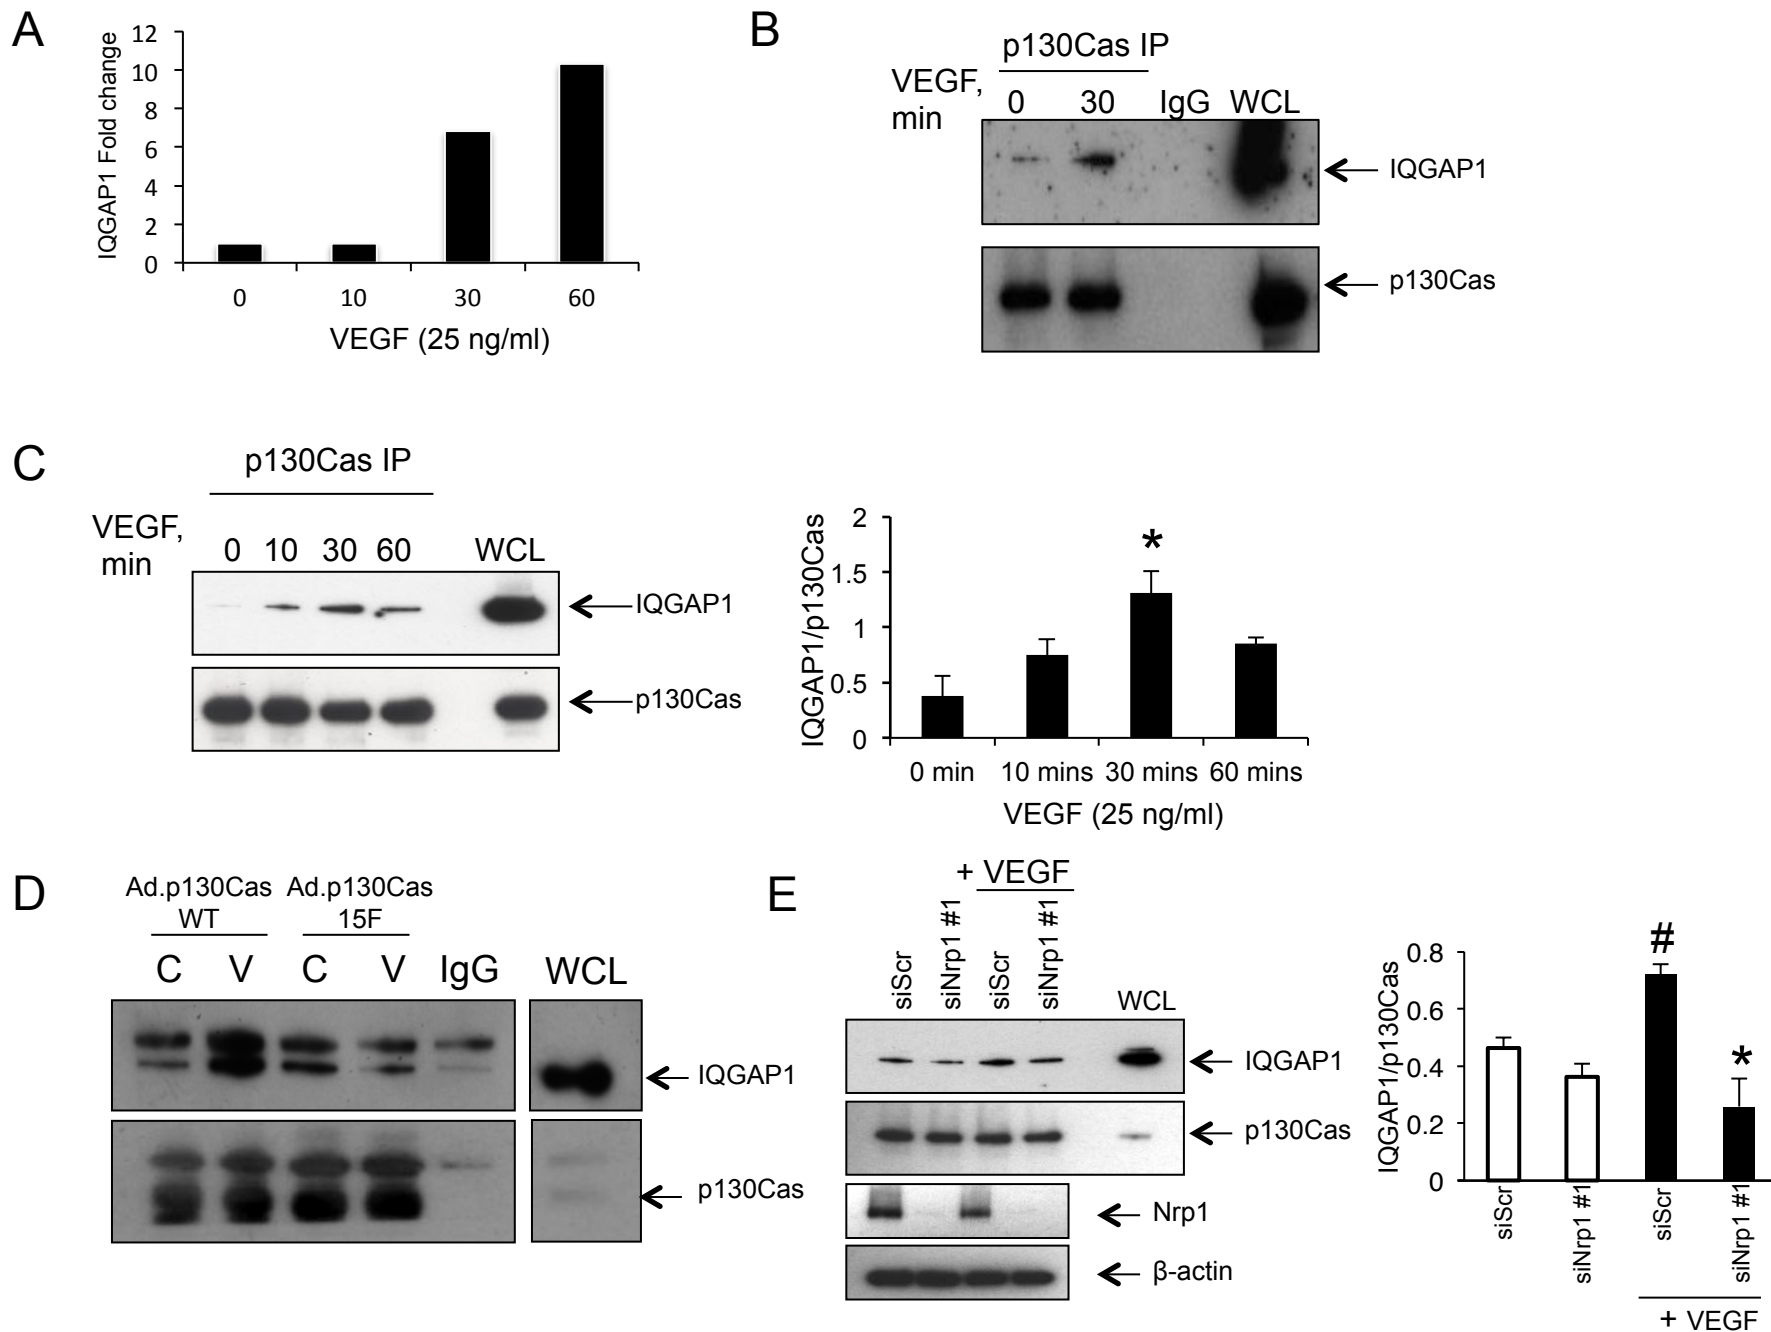 A
IQGAP1 Fold change
12
10
8
6
4
2
0
0 10 30 60
VEGF (25 ng/ml)
B
p130Cas IP
VEGF, min
0 30 IgG WCL
IQGAP1
p130Cas
C
p130Cas IP
VEGF,
min
0 10 30 60 WCL
IQGAP1
p130Cas
IQGAP1/p130Cas
2
1.5
1
0.5
0
*
0 min 10 mins 30 mins 60 mins
VEGF (25 ng/ml)
D
Ad.p130Cas WT
Ad.p130Cas 15F
C V C V IgG WCL
IQGAP1
p130Cas
E
+ VEGF
siScr siNrp1 #1 siScr siNrp1 #1 WCL
IQGAP1
p130Cas
Nrp1
β-actin
IQGAP1/p130Cas
0.8
0.6
0.4
0.2
0
#
*
siScr siNrp1 #1 siScr siNrp1 #1
+ VEGF